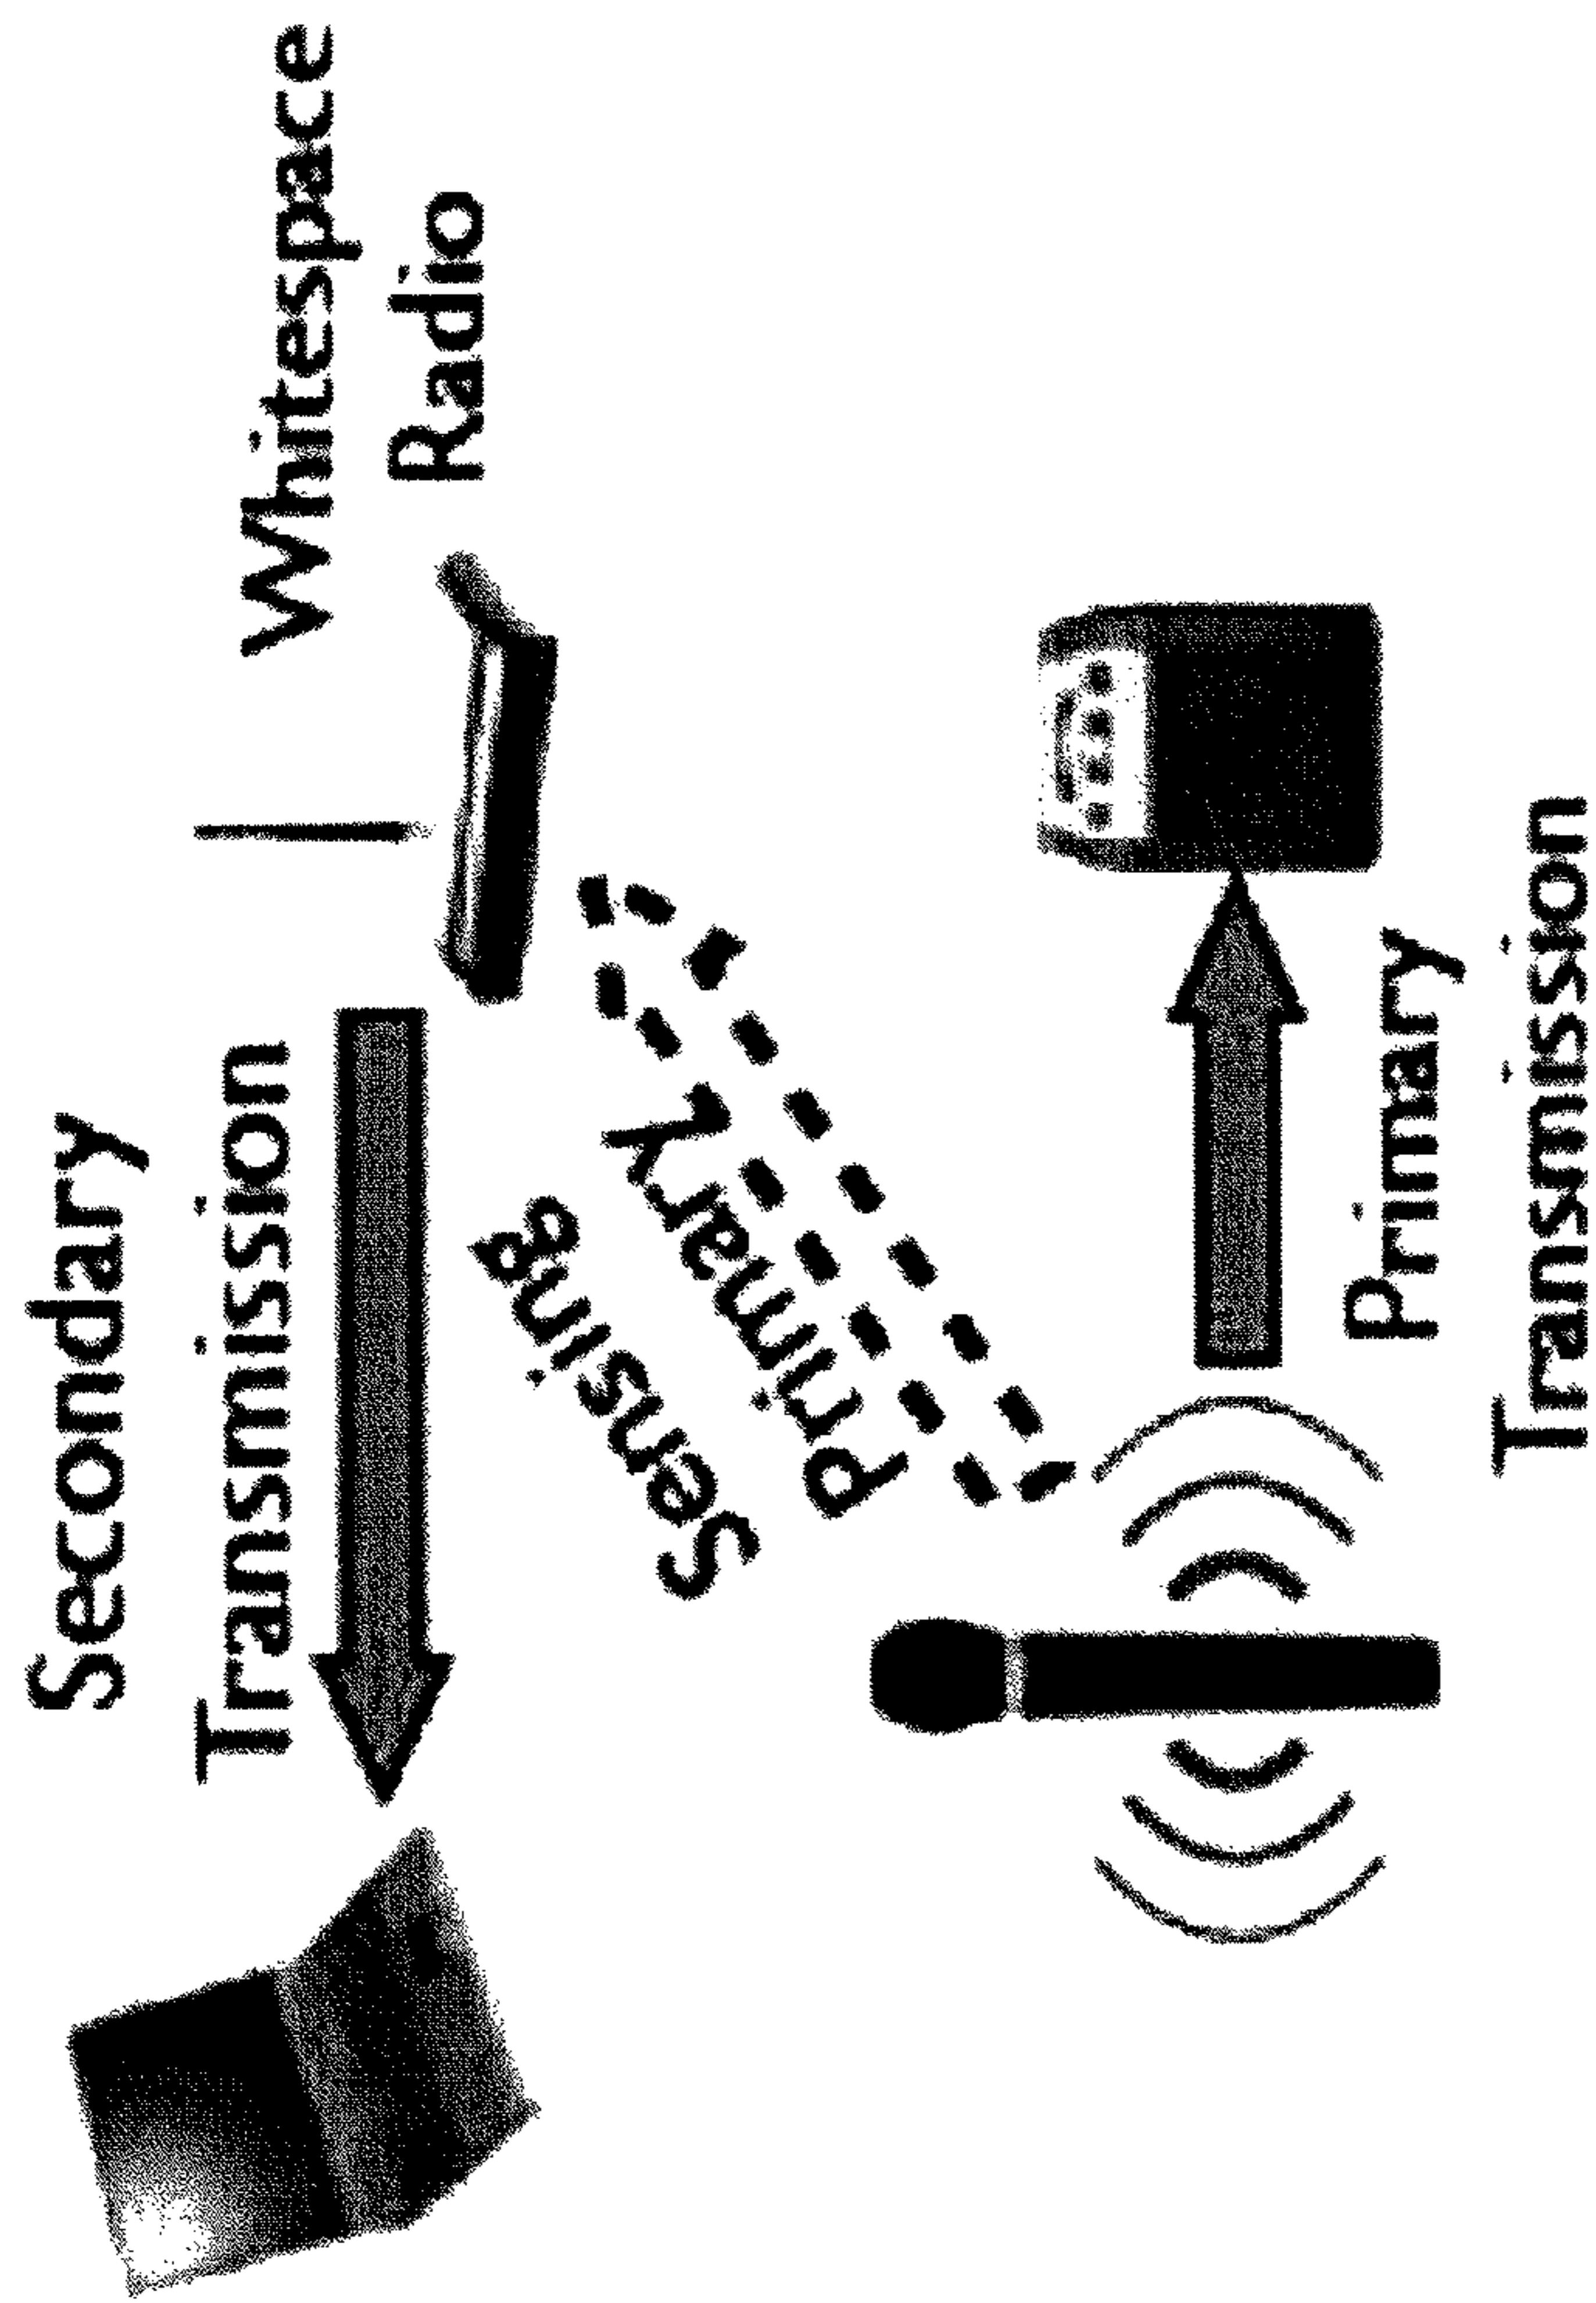 Secondary
Transmission
Whitespace
Radio
Sensing
Primary
Primary
Transmission